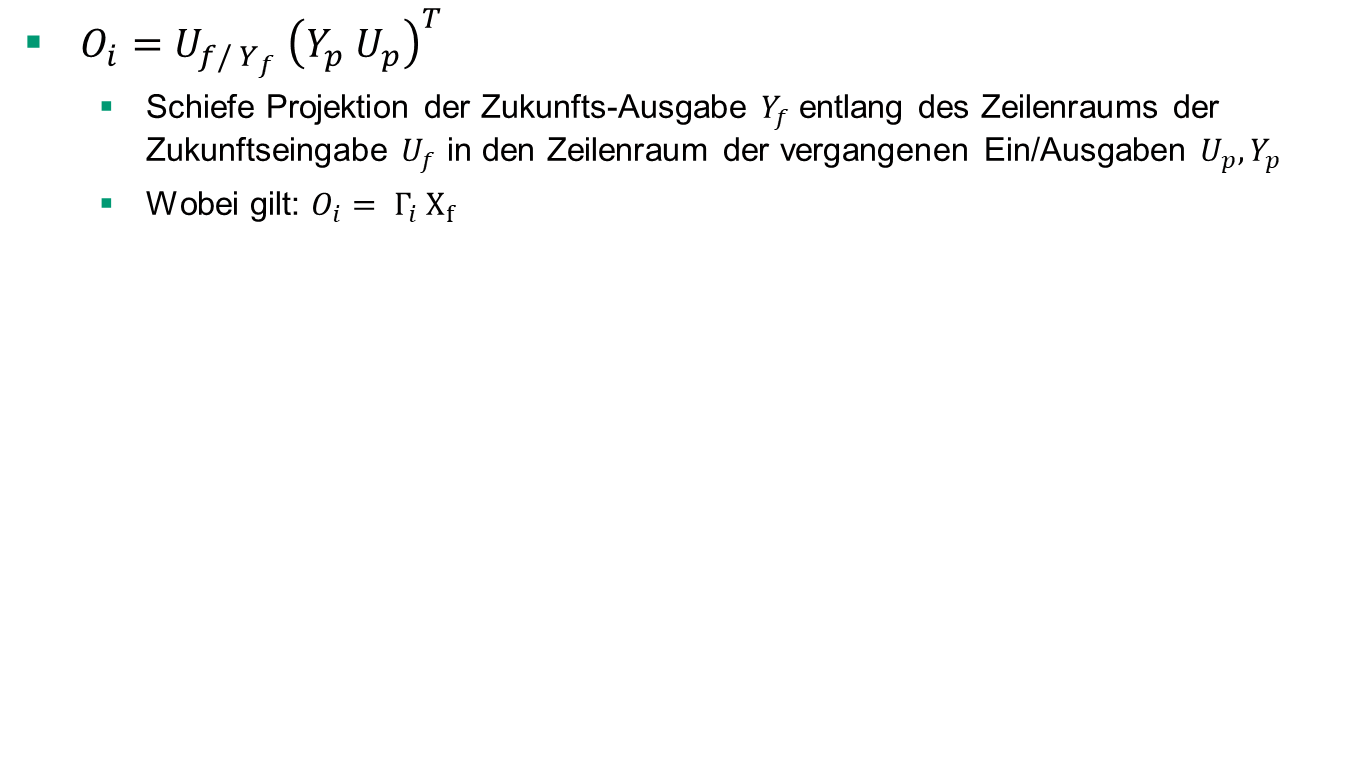 ▪ O_i = U_{f/Y_f} (Y_p U_p)^T
▪ Schiefe Projektion der Zukunfts-Ausgabe Y_f entlang des Zeilenraums der
Zukunftseingabe U_f in den Zeilenraum der vergangenen Ein/Ausgaben U_p, Y_p
▪ Wobei gilt: O_i = Γ_i X_f